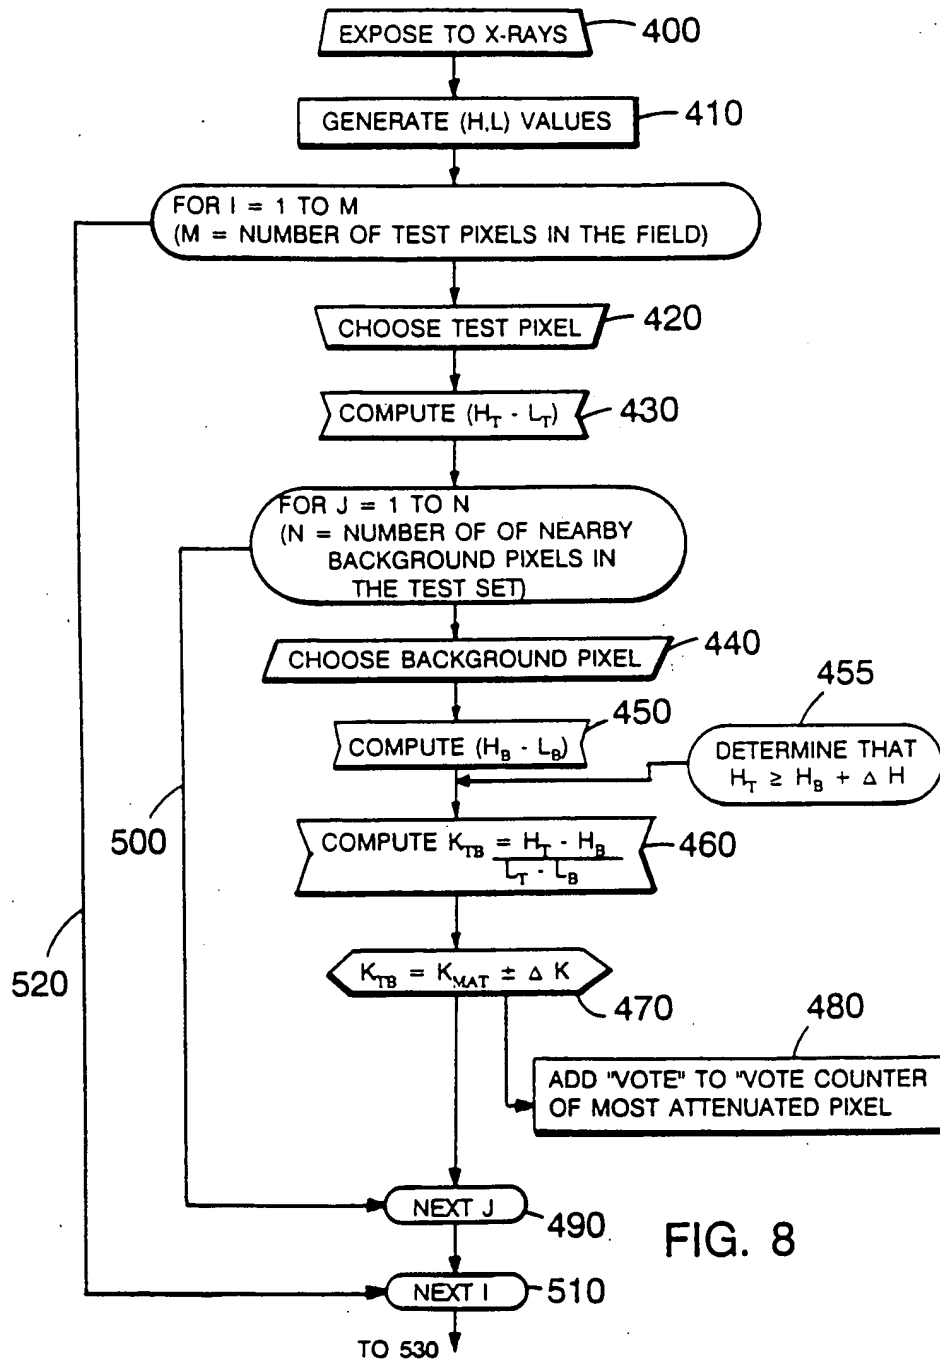 EXPOSE TO X-RAYS
400
GENERATE (H,L) VALUES
410
FOR I = 1 TO M
(M = NUMBER OF TEST PIXELS IN THE FIELD)
CHOOSE TEST PIXEL
420
COMPUTE (H_T - L_T)
430
FOR J = 1 TO N
(N = NUMBER OF OF NEARBY
BACKGROUND PIXELS IN
THE TEST SET)
CHOOSE BACKGROUND PIXEL
440
COMPUTE (H_B - L_B)
450
455
DETERMINE THAT
H_T ≥ H_B + Δ H
COMPUTE K_TB = H_T - H_B
L_T - L_B
460
500
520
K_TB = K_MAT ± Δ K
470
480
ADD "VOTE" TO "VOTE COUNTER
OF MOST ATTENUATED PIXEL
NEXT J
490
NEXT I
510
FIG. 8
TO 530